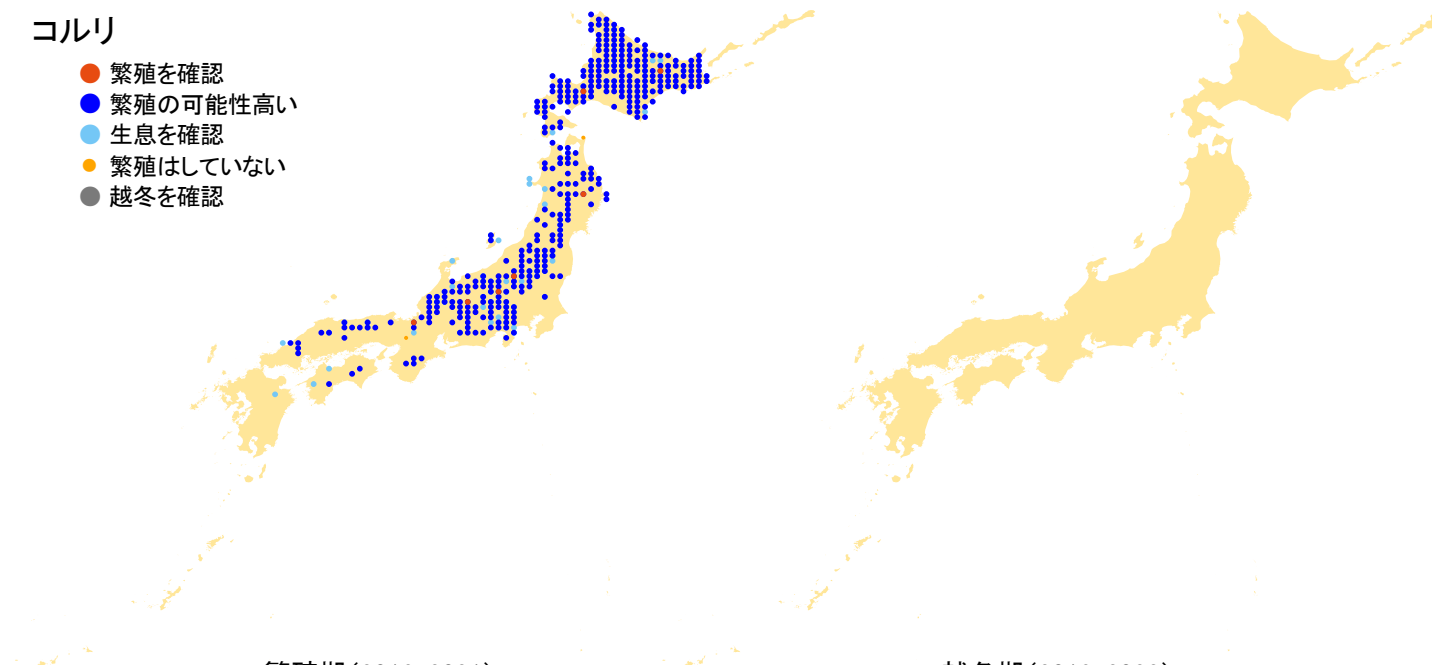 コルリ
繁殖を確認
繁殖の可能性高い
生息を確認
繁殖はしていない
越冬を確認